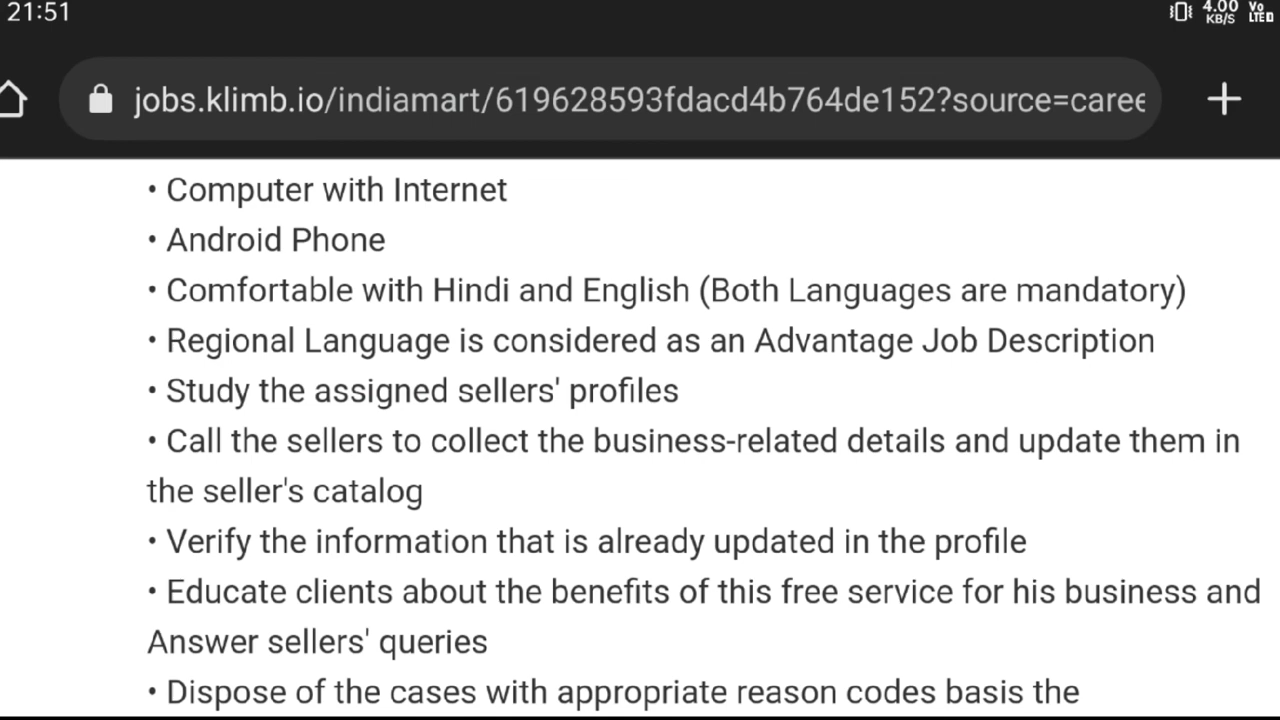 21:51
4.00
KB/S
Vo
LTE
jobs.klimb.io/indiamart/619628593fdacd4b764de152?source=caree
• Computer with Internet
• Android Phone
• Comfortable with Hindi and English (Both Languages are mandatory)
• Regional Language is considered as an Advantage Job Description
• Study the assigned sellers' profiles
• Call the sellers to collect the business-related details and update them in
the seller's catalog
• Verify the information that is already updated in the profile
• Educate clients about the benefits of this free service for his business and
Answer sellers' queries
• Dispose of the cases with appropriate reason codes basis the